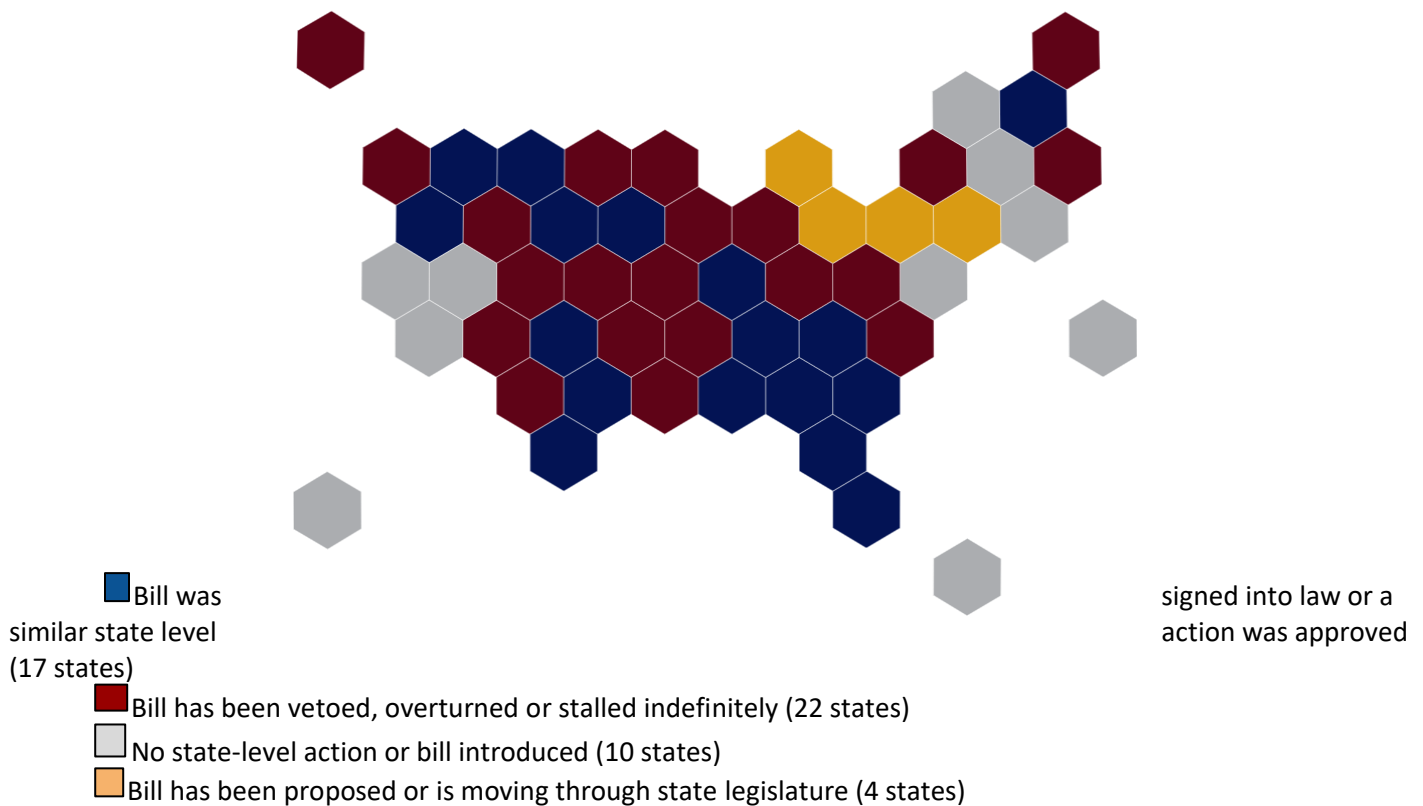 Bill was signed into law or a
similar state level action was approved
(17 states)
Bill has been vetoed, overturned or stalled indefinitely (22 states)
No state-level action or bill introduced (10 states)
Bill has been proposed or is moving through state legislature (4 states)